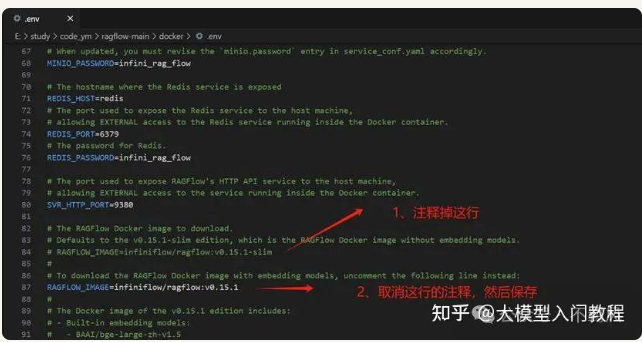 .env
E: > study > code_ym > ragflow-main > docker > .env
67 # When updated, you must revise the `minio.password` entry in service_conf.yaml accordingly.
68 MINIO_PASSWORD=infini_rag_flow
69
70 # The hostname where the Redis service is exposed
71 REDIS_HOST=redis
72 # The port used to expose the Redis service to the host machine,
73 # allowing EXTERNAL access to the Redis service running inside the Docker container.
74 REDIS_PORT=6379
75 # The password for Redis.
76 REDIS_PASSWORD=infini_rag_flow
77
78 # The port used to expose RAGFlow's HTTP API service to the host machine,
79 # allowing EXTERNAL access to the service running inside the Docker container.
80 SVR_HTTP_PORT=9380
81
82 # The RAGFlow Docker image to download.
83 # Defaults to the v0.15.1-slim edition, which is the RAGFlow Docker image without embedding models.
84 # RAGFLOW_IMAGE=infiniflow/ragflow:v0.15.1-slim
85 #
86 # To download the RAGFlow Docker image with embedding models, uncomment the following line instead:
87 RAGFLOW_IMAGE=infiniflow/ragflow:v0.15.1
88 #
89 # The Docker image of the v0.15.1 edition includes:
90 # - Built-in embedding models:
91 #   - BAAI/bge-large-zh-v1.5
1、注释掉这行
2、取消这行的注释，然后保存
知乎 @大模型入门教程